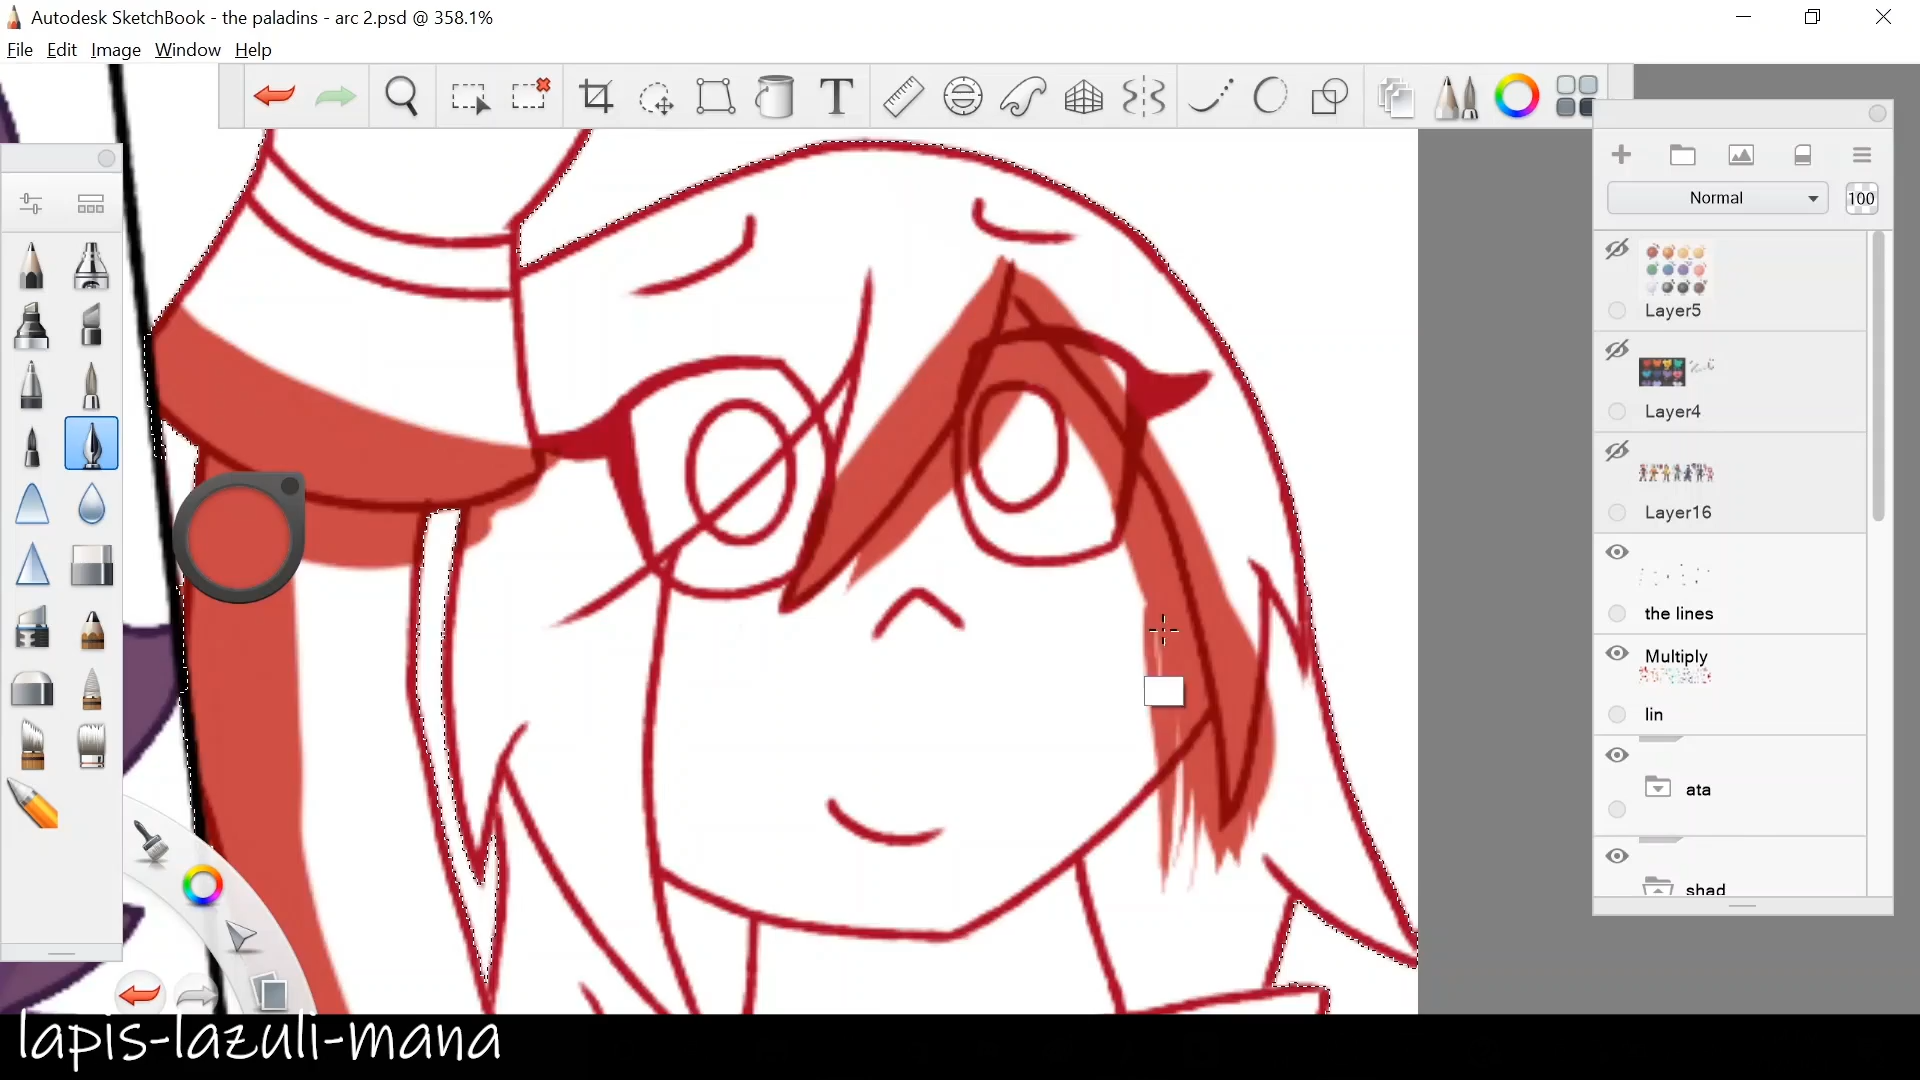 Autodesk SketchBook - the paladins - arc 2.psd @ 358.1%
File Edit Image Window Help
T
Normal
100
Layer5
Layer4
Layer16
the lines
Multiply
lin
ata
shad
lapis-lazuli-mana